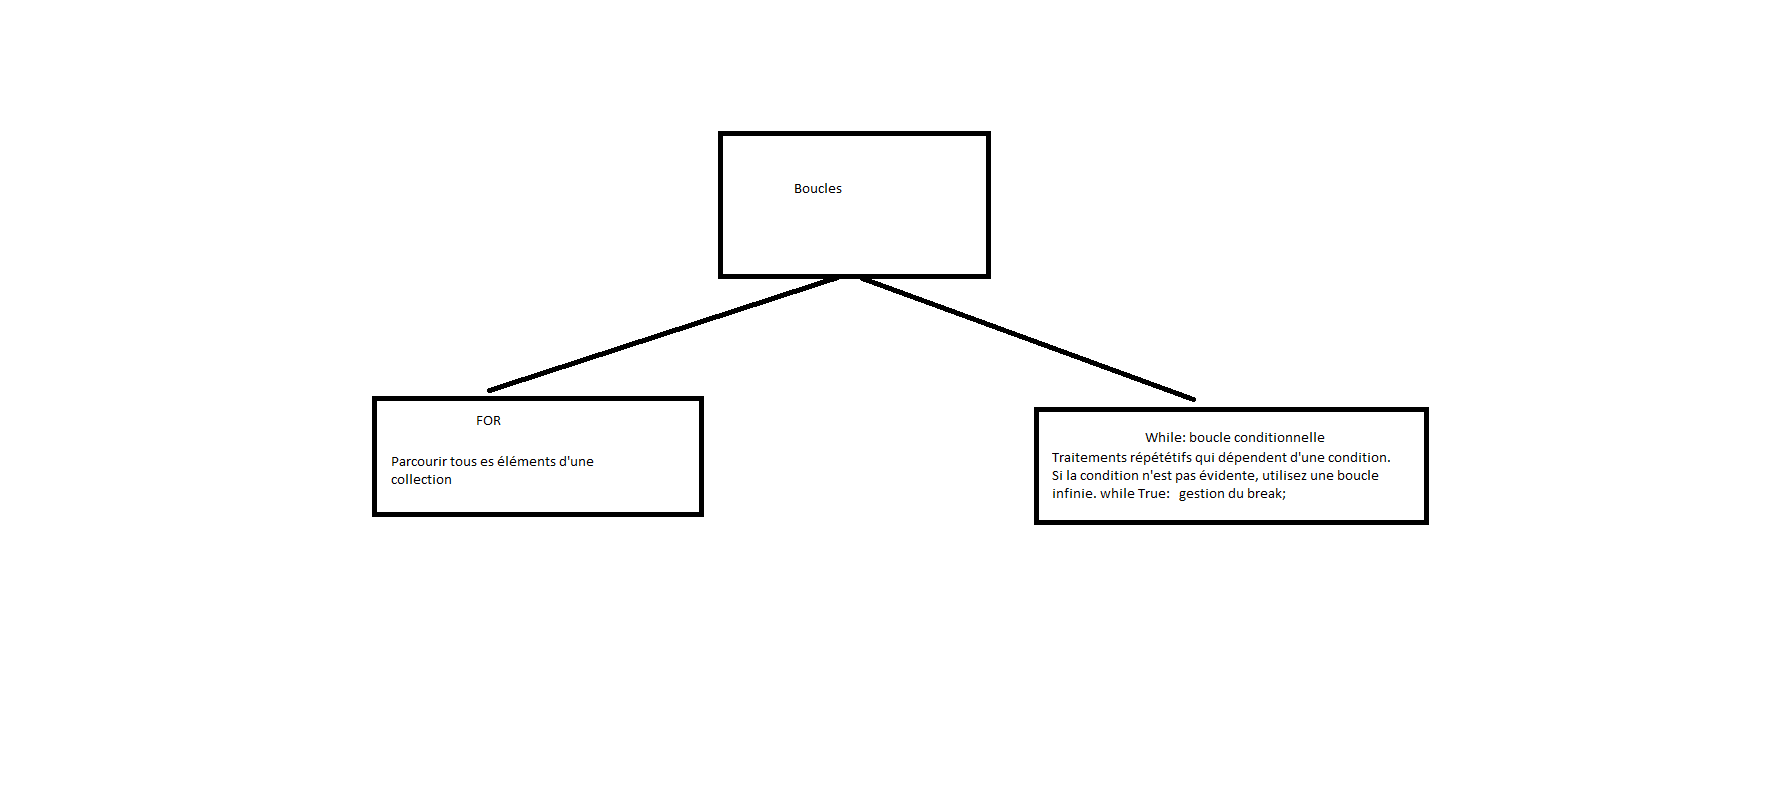 Boucles
FOR
Parcourir tous es éléments d'une
collection
While: boucle conditionnelle
Traitements répététifs qui dépendent d'une condition.
Si la condition n'est pas évidente, utilisez une boucle
infinie. while True:  gestion du break;